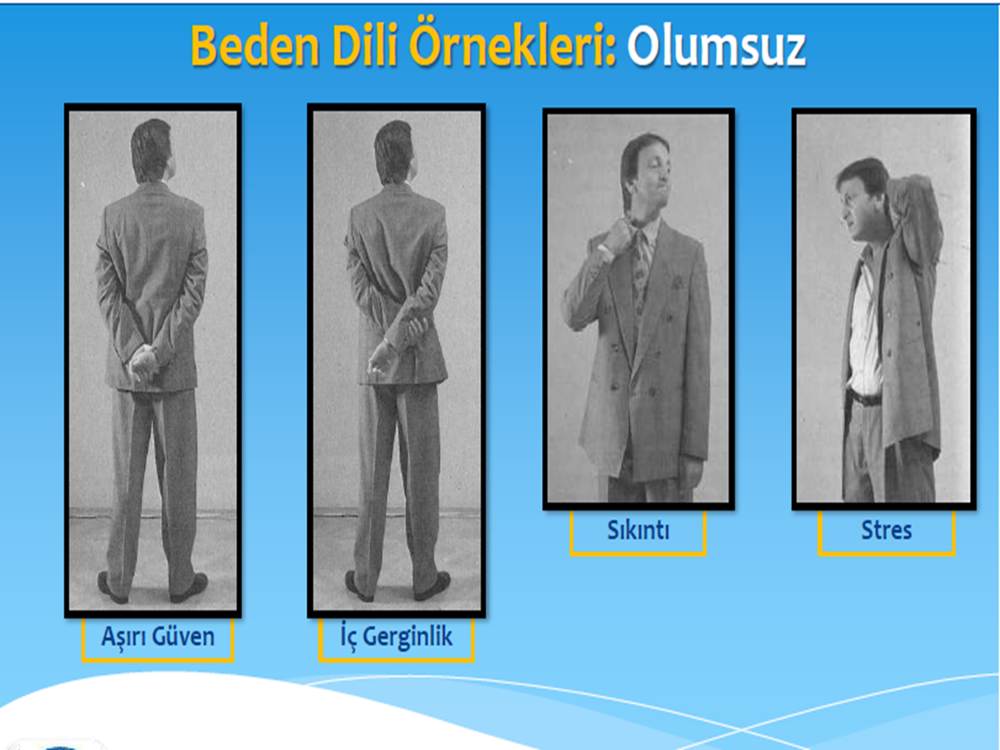 Beden Dili Örnekleri: Olumsuz
Aşırı Güven
İç Gerginlik
Sıkıntı
Stres